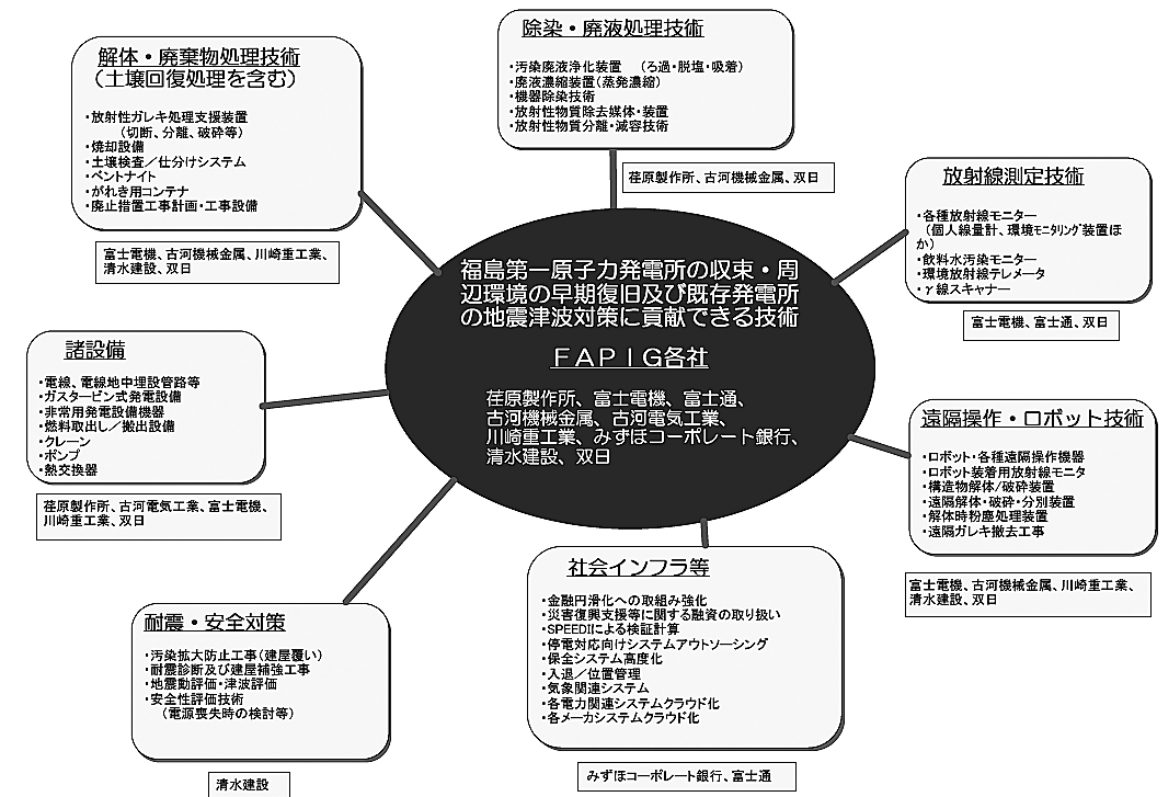 除染・廃液処理技術
・汚染廃液浄化装置　(ろ過・脱塩・吸着)
・廃液濃縮装置(蒸発濃縮)
・機器除染技術
・放射性物質除去媒体・装置
・放射性物質分離・減容技術
荏原製作所、古河機械金属、双日
解体・廃棄物処理技術
（土壌回復処理を含む）
・放射性ガレキ処理支援装置
(切断、分離、破砕等)
・焼却設備
・土壌検査／仕分けシステム
・ベントナイト
・がれき用コンテナ
・廃止措置工事計画・工事設備
富士電機、古河機械金属、川崎重工業、
清水建設、双日
放射線測定技術
・各種放射線モニター
(個人線量計、環境モニタリング装置ほ
か)
・飲料水汚染モニター
・環境放射線テレメータ
・γ線スキャナー
富士電機、富士通、双日
福島第一原子力発電所の収束・周
辺環境の早期復旧及び既存発電所
の地震津波対策に貢献できる技術
ＦＡＰＩＧ各社
荏原製作所、富士電機、富士通、
古河機械金属、古河電気工業、
川崎重工業、みずほコーポレート銀行、
清水建設、双日
諸設備
・電線、電線地中埋設管路等
・ガスタービン式発電設備
・非常用発電設備機器
・燃料取出し／搬出設備
・クレーン
・ポンプ
・熱交換器
荏原製作所、古河電気工業、富士電機、
川崎重工業、双日
遠隔操作・ロボット技術
・ロボット・各種遠隔操作機器
・ロボット装着用放射線モニタ
・構造物解体/破砕装置
・遠隔解体・破砕・分別装置
・解体時粉塵処理装置
・遠隔ガレキ撤去工事
富士電機、古河機械金属、川崎重工業、
清水建設、双日
耐震・安全対策
・汚染拡大防止工事(建屋覆い)
・耐震診断及び建屋補強工事
・地震動評価・津波評価
・安全性評価技術
(電源喪失時の検討等)
清水建設
社会インフラ等
・金融円滑化への取組み強化
・災害復興支援等に関する融資の取り扱い
・SPEEDIによる検証計算
・停電対応向けシステムアウトソーシング
・保全システム高度化
・入退／位置管理
・気象関連システム
・各電力関連システムクラウド化
・各メーカシステムクラウド化
みずほコーポレート銀行、富士通